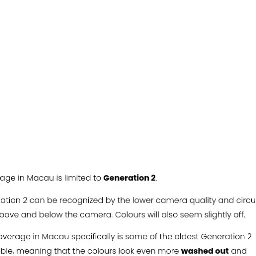 age in Macau is limited to Generation 2.
ation 2 can be recognized by the lower camera quality and circu
bove and below the camera. Colours will also seem slightly off.
overage in Macau specifically is some of the oldest Generation 2
ble, meaning that the colours look even more washed out and